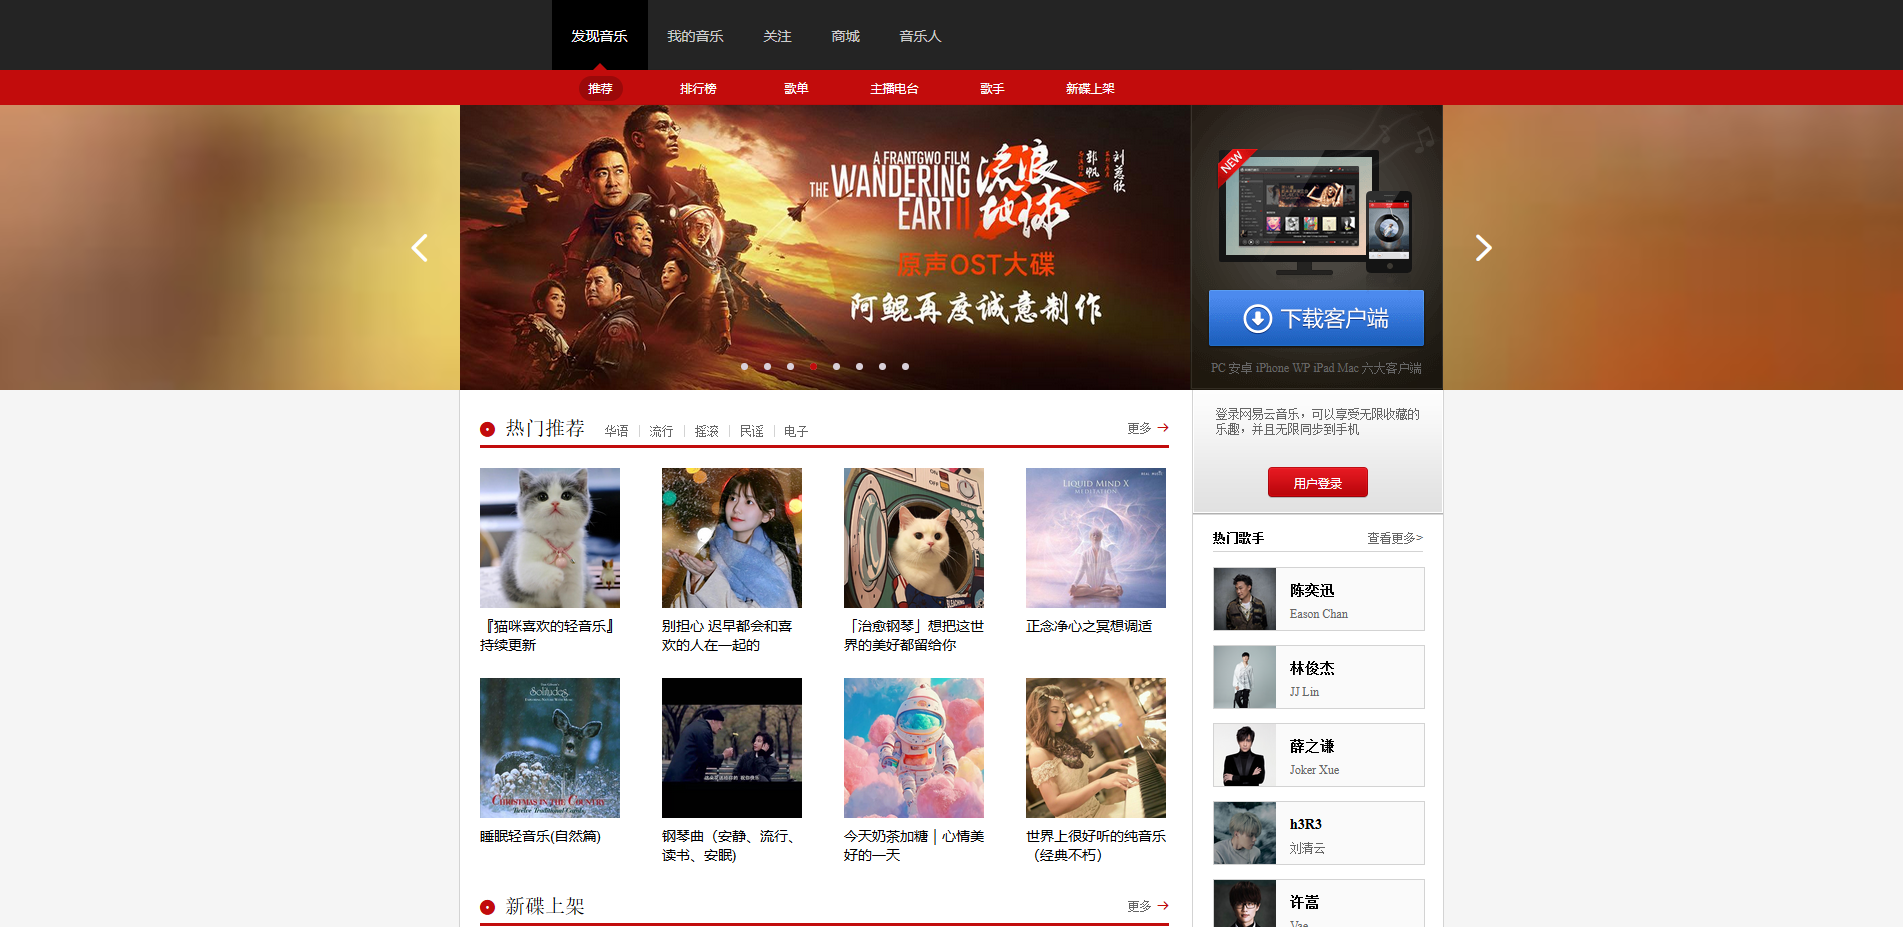 发现音乐 我的音乐 关注 商城 音乐人
推荐 排行榜 歌单 主播电台 歌手 新碟上架
A FRANTGWO FILM
THE WANDERING
EARTH II
流浪
地球
郭帆
刘慈欣
原声OST大碟
阿鲲再度诚意制作
NEW
下载客户端
PC 安卓 iPhone WP iPad Mac 六大客户端
登录网易云音乐，可以享受无限收藏的
乐趣，并且无限同步到手机
用户登录
热门推荐 华语 流行 摇滚 民谣 电子 更多
ON
OFF
BLEACHING
LIQUID MIND X
MEDITATION
REAL MUSIC
『猫咪喜欢的轻音乐』
持续更新
别担心 迟早都会和喜
欢的人在一起的
「治愈钢琴」想把这世
界的美好都留给你
正念净心之冥想调适
Solitudes
CHRISTMAS IN THE COUNTRY
Twelve Traditional Carols
睡眠轻音乐(自然篇)
钢琴曲（安静、流行、
读书、安眠)
今天奶茶加糖 | 心情美
好的一天
世界上很好听的纯音乐
（经典不朽）
热门歌手 查看更多>
陈奕迅
Eason Chan
林俊杰
JJ Lin
薛之谦
Joker Xue
h3R3
刘清云
许嵩
Vae
新碟上架 更多